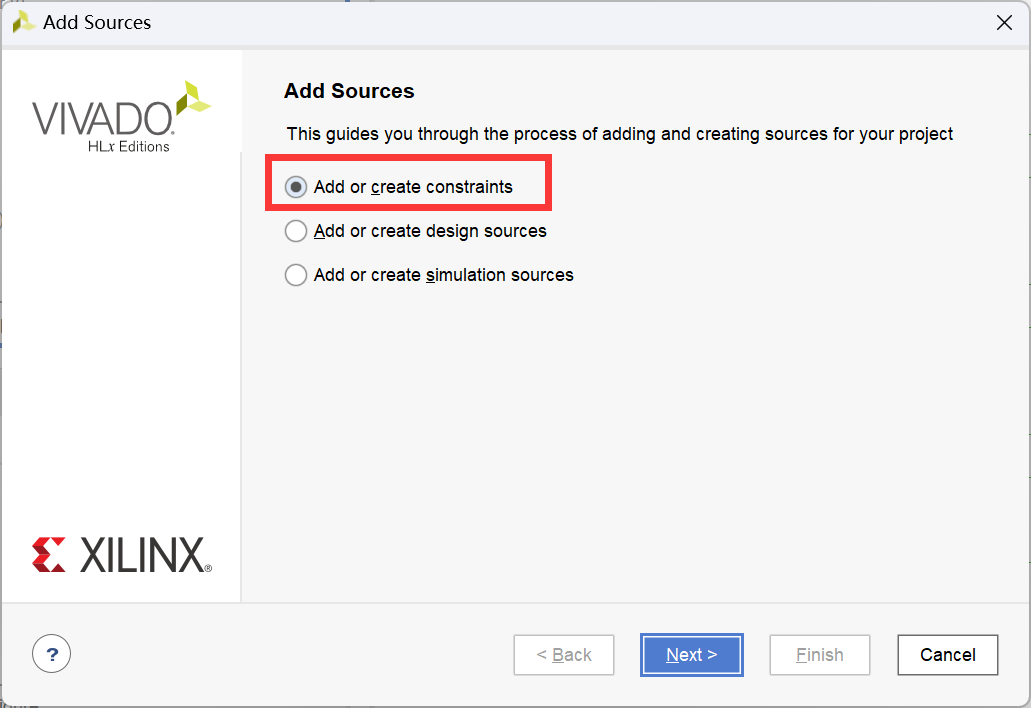 Add Sources
VIVADO.
HLx Editions
Add Sources
This guides you through the process of adding and creating sources for your project
Add or create constraints
Add or create design sources
Add or create simulation sources
XILINX®
?
< Back
Next >
Finish
Cancel